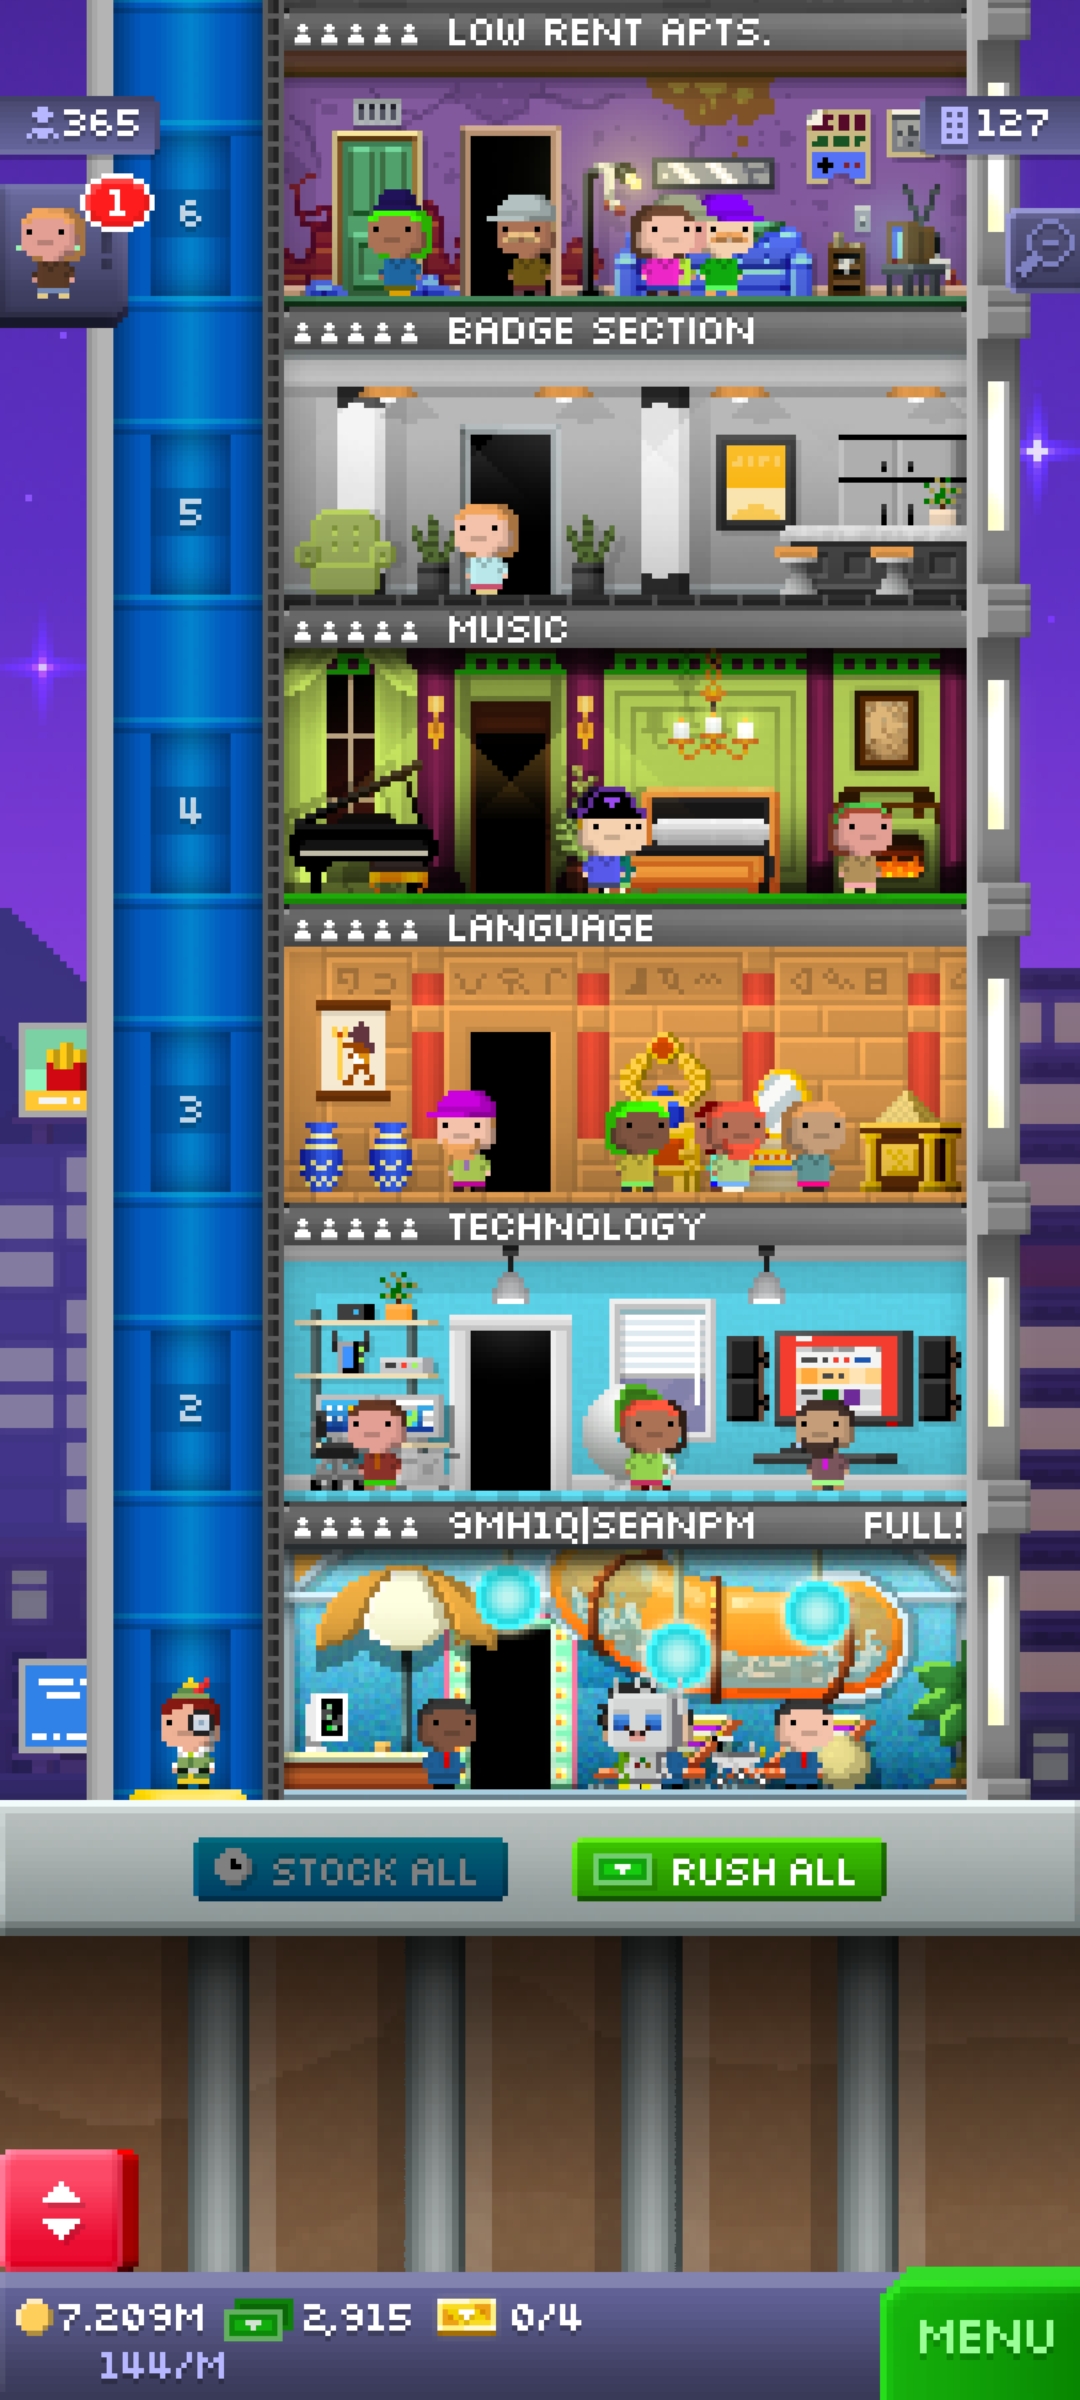 LOW RENT APTS.
365
127
1
6
BADGE SECTION
5
MUSIC
4
LANGUAGE
3
TECHNOLOGY
2
9MH1Q|SEANPM FULL!
STOCK ALL
RUSH ALL
7.209M 2,915 0/4
144/M
MENU